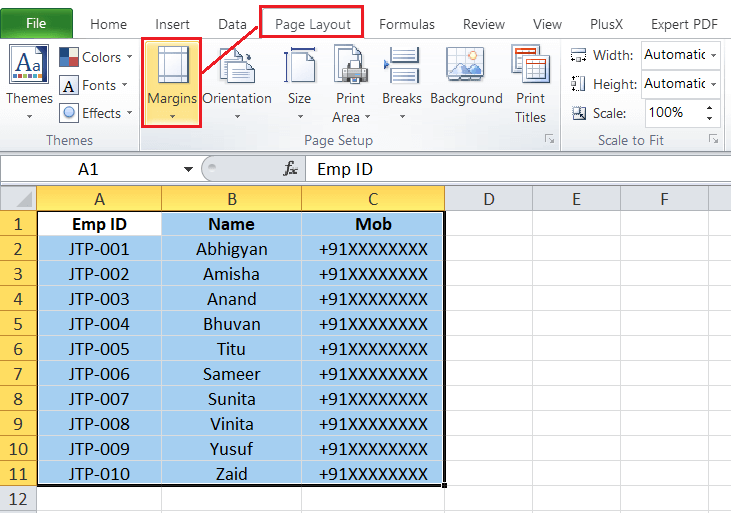 File Home Insert Data Page Layout Formulas Review View PlusX Expert PDF
Colors Width: Automatic
Aa Themes A Fonts Margins Orientation Size Print Area Breaks Background Print Titles Height: Automatic
Effects Scale: 100%
Themes Page Setup Scale to Fit
A1 fx Emp ID
A B C D E F
1 Emp ID Name Mob
2 JTP-001 Abhigyan +91XXXXXXXX
3 JTP-002 Amisha +91XXXXXXXX
4 JTP-003 Anand +91XXXXXXXX
5 JTP-004 Bhuvan +91XXXXXXXX
6 JTP-005 Titu +91XXXXXXXX
7 JTP-006 Sameer +91XXXXXXXX
8 JTP-007 Sunita +91XXXXXXXX
9 JTP-008 Vinita +91XXXXXXXX
10 JTP-009 Yusuf +91XXXXXXXX
11 JTP-010 Zaid +91XXXXXXXX
12